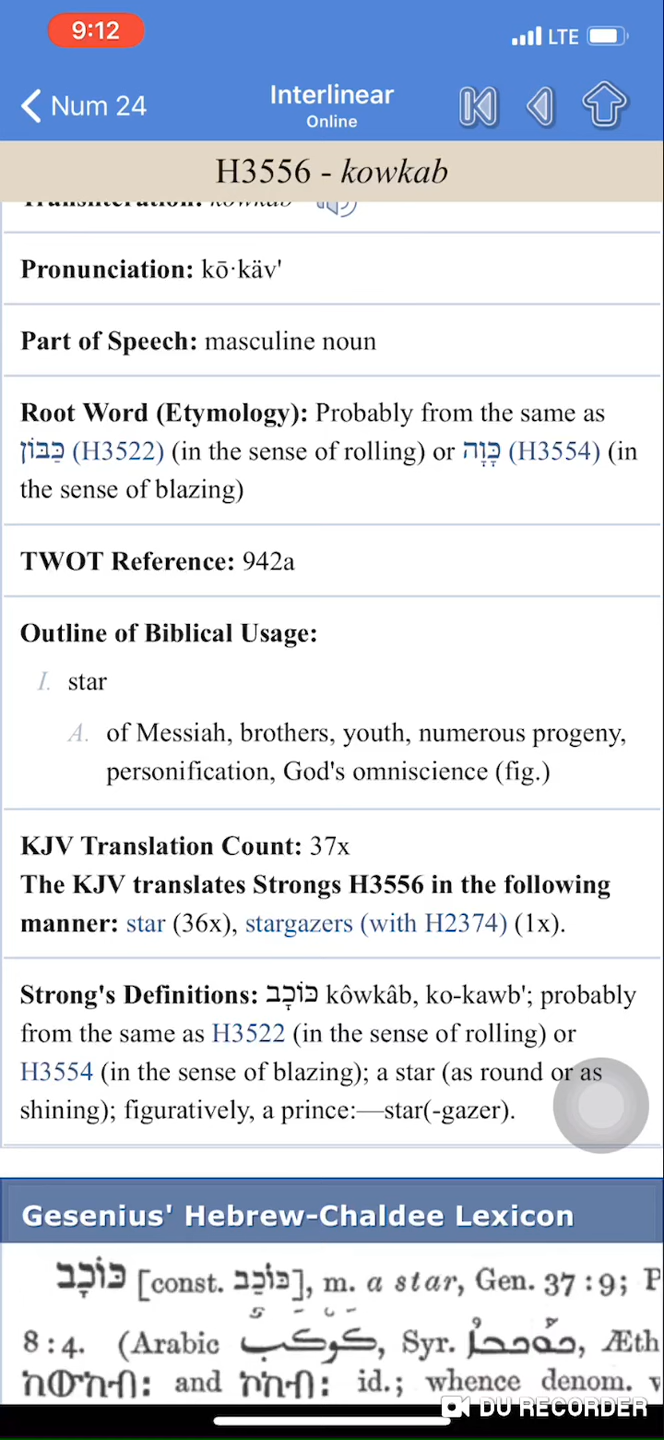 9:12
LTE
Num 24
Interlinear
Online
H3556 - kowkab
Transliteration: kowkab
Pronunciation: kō·käv'
Part of Speech: masculine noun
Root Word (Etymology): Probably from the same as
כַּבּוֹן (H3522) (in the sense of rolling) or כָּוָה (H3554) (in
the sense of blazing)
TWOT Reference: 942a
Outline of Biblical Usage:
I. star
A. of Messiah, brothers, youth, numerous progeny,
personification, God's omniscience (fig.)
KJV Translation Count: 37x
The KJV translates Strongs H3556 in the following
manner: star (36x), stargazers (with H2374) (1x).
Strong's Definitions: כּוֹכָב kôwkâb, ko-kawb'; probably
from the same as H3522 (in the sense of rolling) or
H3554 (in the sense of blazing); a star (as round or as
shining); figuratively, a prince:—star(-gazer).
Gesenius' Hebrew-Chaldee Lexicon
כּוֹכָב [const. כּוֹכַב], m. a star, Gen. 37:9; P
8:4. (Arabic كَوْكَب, Syr. Æth
ከዋክብ: and ኮከብ: id.; whence denom. v
DU RECORDER